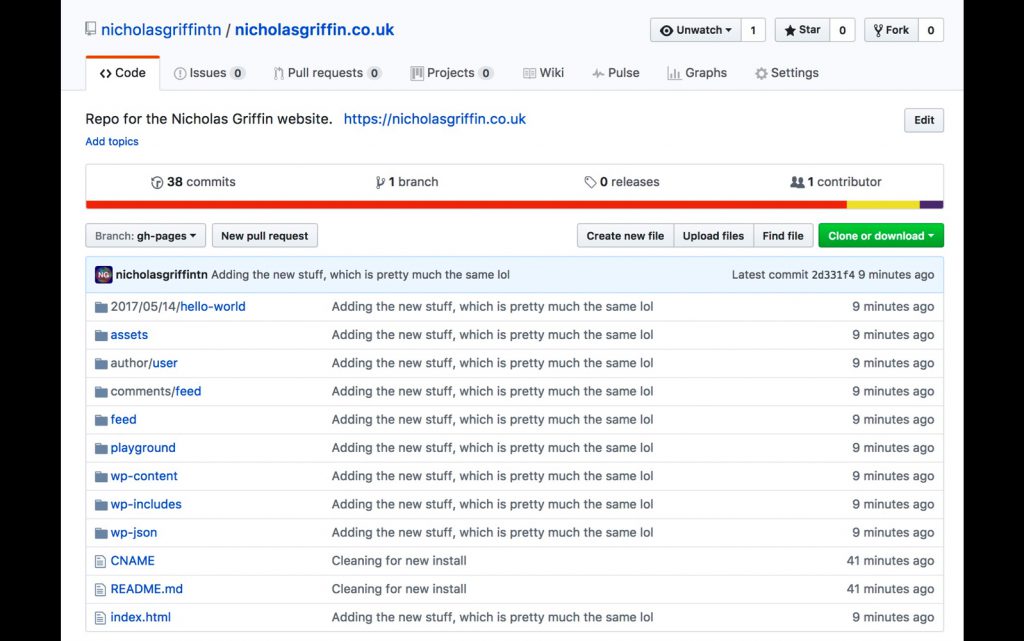 nicholasgriffintn / nicholasgriffin.co.uk Unwatch 1 Star 0 Fork 0
Code Issues 0 Pull requests 0 Projects 0 Wiki Pulse Graphs Settings
Repo for the Nicholas Griffin website. https://nicholasgriffin.co.uk Edit
Add topics
38 commits 1 branch 0 releases 1 contributor
Branch: gh-pages New pull request Create new file Upload files Find file Clone or download
NG nicholasgriffintn Adding the new stuff, which is pretty much the same lol Latest commit 2d331f4 9 minutes ago
2017/05/14/hello-world Adding the new stuff, which is pretty much the same lol 9 minutes ago
assets Adding the new stuff, which is pretty much the same lol 9 minutes ago
author/user Adding the new stuff, which is pretty much the same lol 9 minutes ago
comments/feed Adding the new stuff, which is pretty much the same lol 9 minutes ago
feed Adding the new stuff, which is pretty much the same lol 9 minutes ago
playground Adding the new stuff, which is pretty much the same lol 9 minutes ago
wp-content Adding the new stuff, which is pretty much the same lol 9 minutes ago
wp-includes Adding the new stuff, which is pretty much the same lol 9 minutes ago
wp-json Adding the new stuff, which is pretty much the same lol 9 minutes ago
CNAME Cleaning for new install 41 minutes ago
README.md Cleaning for new install 41 minutes ago
index.html Adding the new stuff, which is pretty much the same lol 9 minutes ago